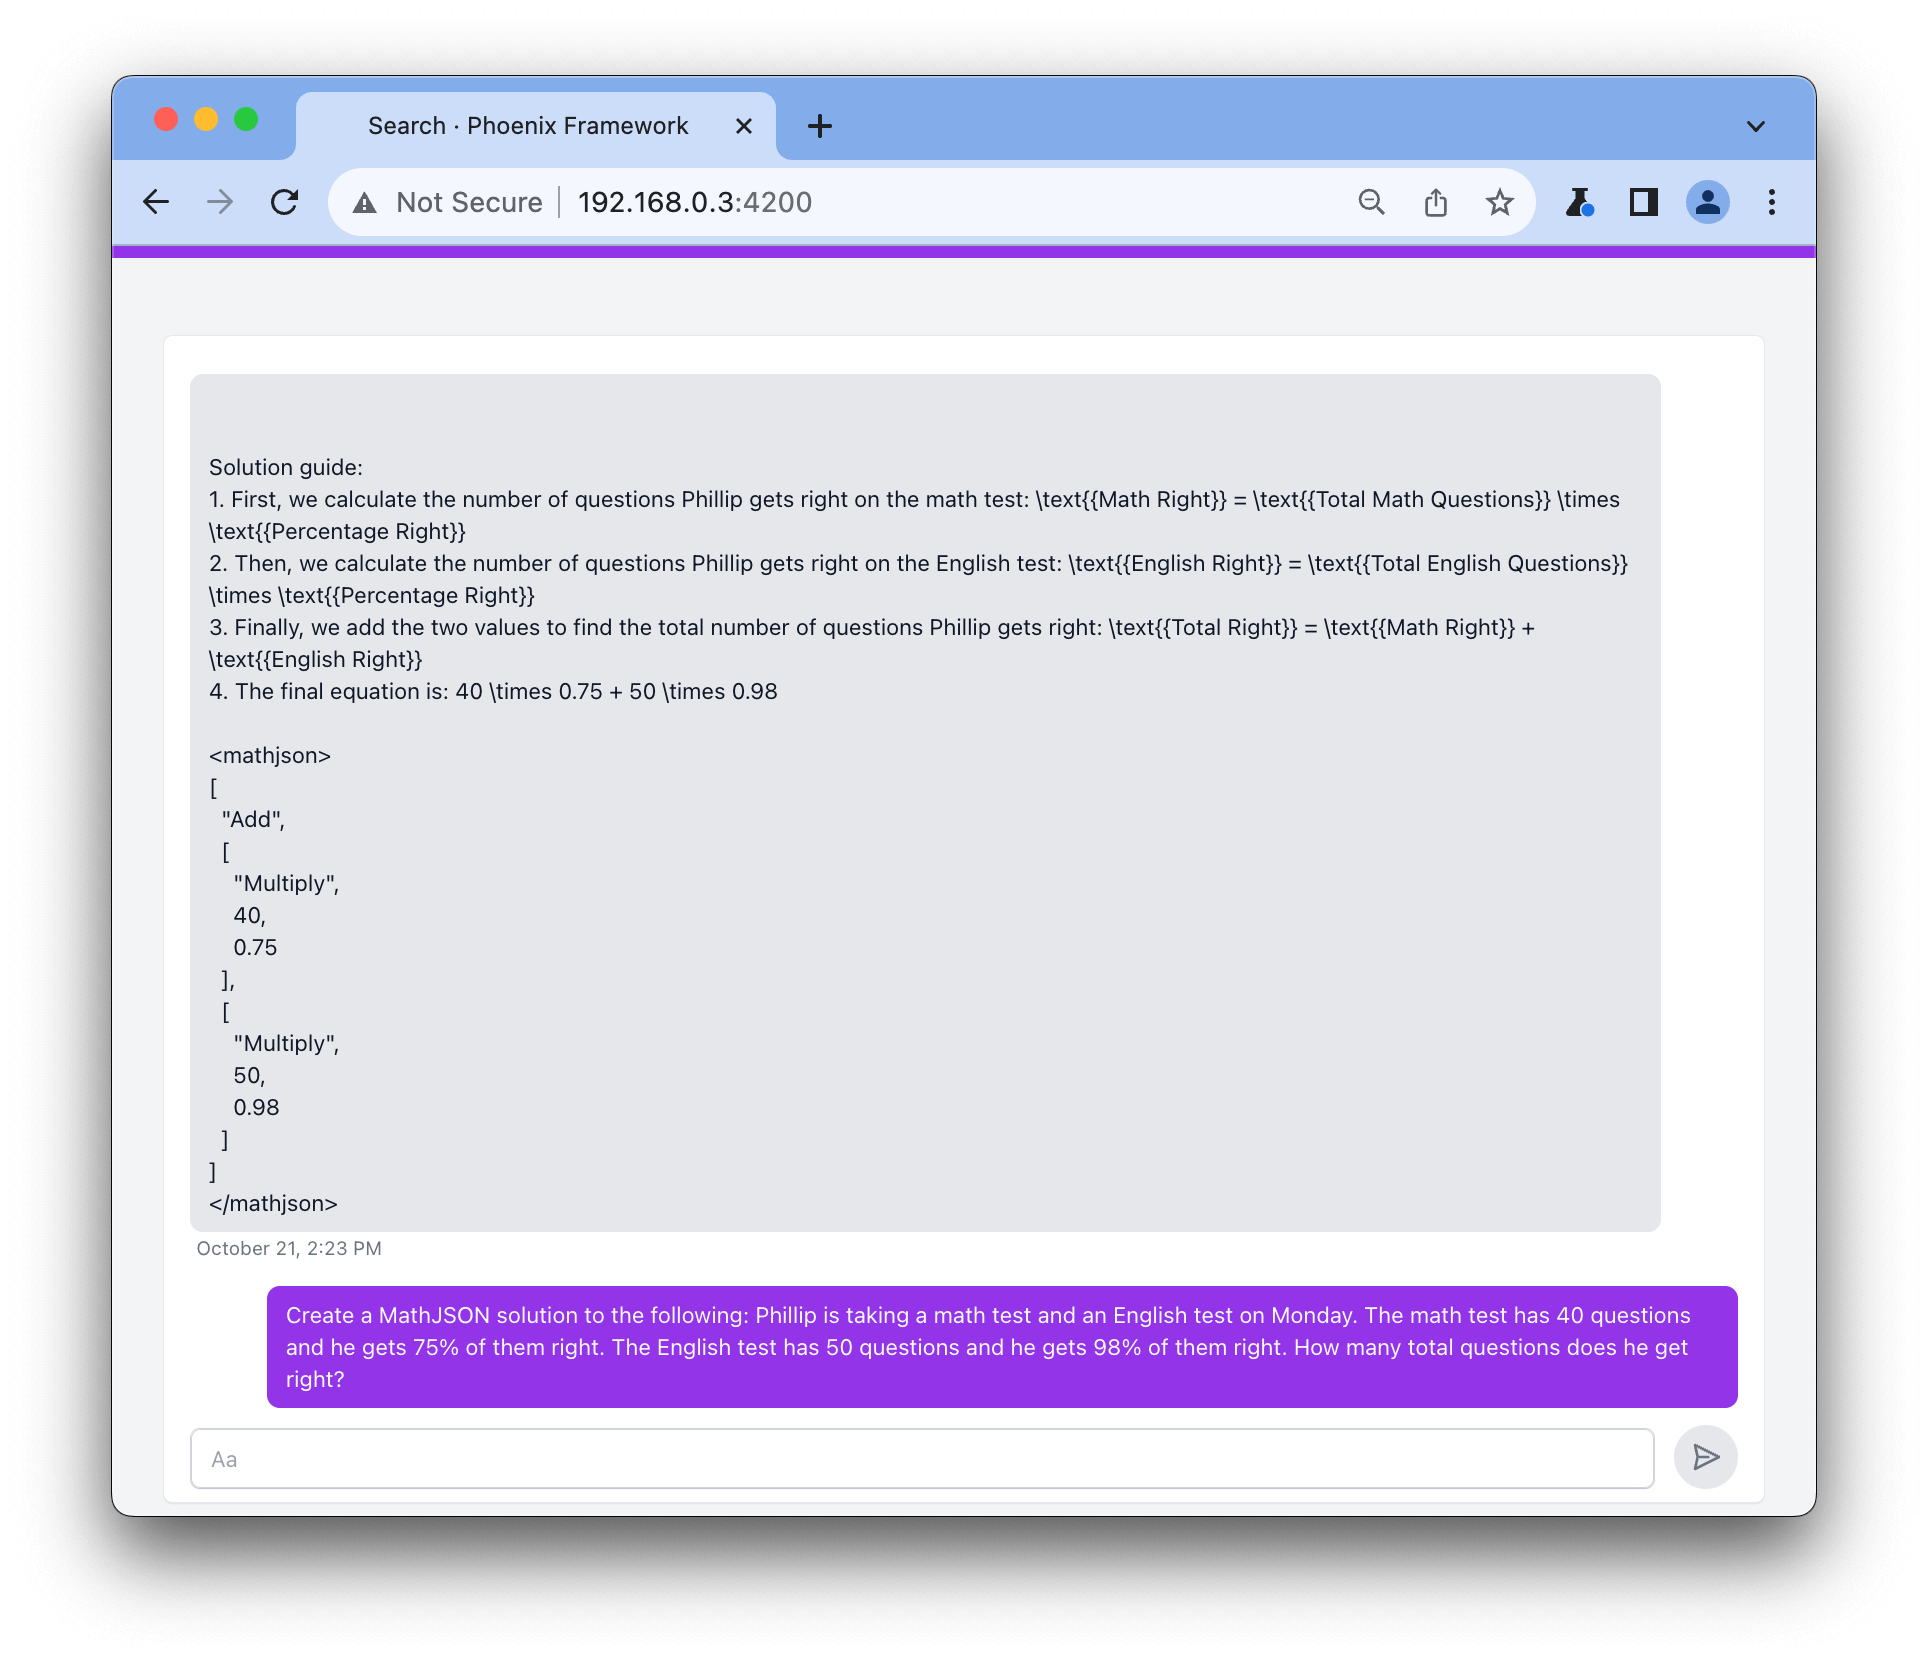 Search · Phoenix Framework
Not Secure
192.168.0.3:4200
Solution guide:
1. First, we calculate the number of questions Phillip gets right on the math test: \text{{Math Right}} = \text{{Total Math Questions}} \times
\text{{Percentage Right}}
2. Then, we calculate the number of questions Phillip gets right on the English test: \text{{English Right}} = \text{{Total English Questions}}
\times \text{{Percentage Right}}
3. Finally, we add the two values to find the total number of questions Phillip gets right: \text{{Total Right}} = \text{{Math Right}} +
\text{{English Right}}
4. The final equation is: 40 \times 0.75 + 50 \times 0.98
<mathjson>
[
"Add",
[
"Multiply",
40,
0.75
],
[
"Multiply",
50,
0.98
]
]
</mathjson>
October 21, 2:23 PM
Create a MathJSON solution to the following: Phillip is taking a math test and an English test on Monday. The math test has 40 questions
and he gets 75% of them right. The English test has 50 questions and he gets 98% of them right. How many total questions does he get
right?
Aa